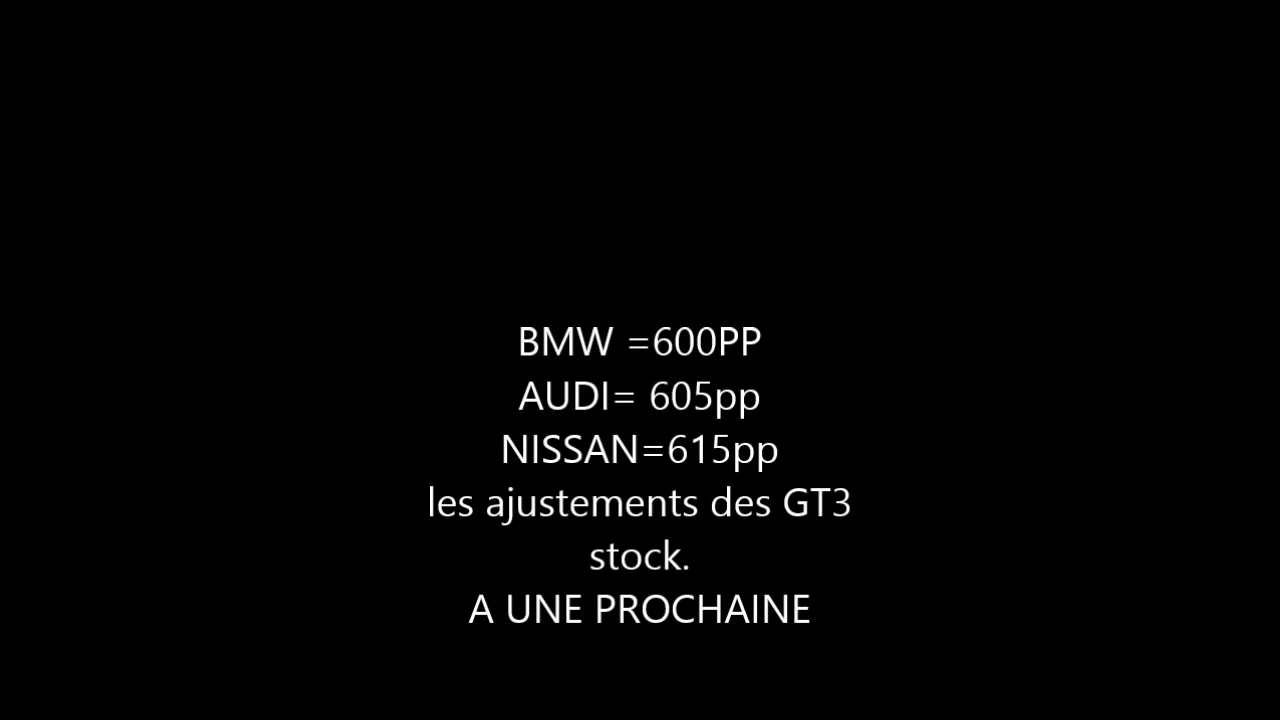 BMW =600PP
AUDI= 605pp
NISSAN=615pp
les ajustements des GT3
stock.
A UNE PROCHAINE